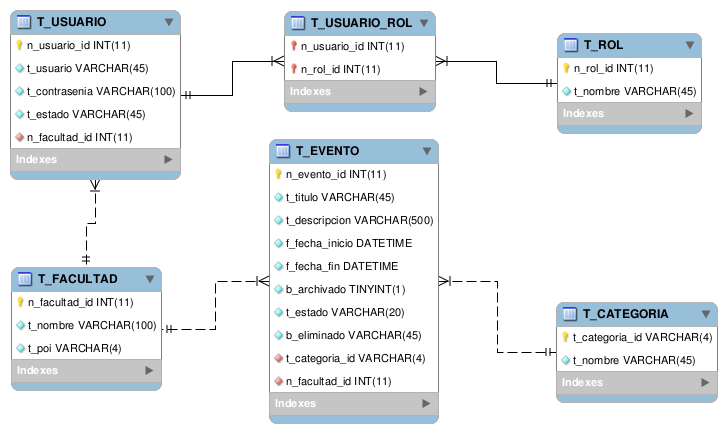 T_USUARIO
n_usuario_id INT(11)
t_usuario VARCHAR(45)
t_contrasenia VARCHAR(100)
t_estado VARCHAR(45)
n_facultad_id INT(11)
Indexes
T_USUARIO_ROL
n_usuario_id INT(11)
n_rol_id INT(11)
Indexes
T_ROL
n_rol_id INT(11)
t_nombre VARCHAR(45)
Indexes
T_EVENTO
n_evento_id INT(11)
t_titulo VARCHAR(45)
t_descripcion VARCHAR(500)
f_fecha_inicio DATETIME
f_fecha_fin DATETIME
b_archivado TINYINT(1)
t_estado VARCHAR(20)
b_eliminado VARCHAR(45)
t_categoria_id VARCHAR(4)
n_facultad_id INT(11)
Indexes
T_FACULTAD
n_facultad_id INT(11)
t_nombre VARCHAR(100)
t_poi VARCHAR(4)
Indexes
T_CATEGORIA
t_categoria_id VARCHAR(4)
t_nombre VARCHAR(45)
Indexes